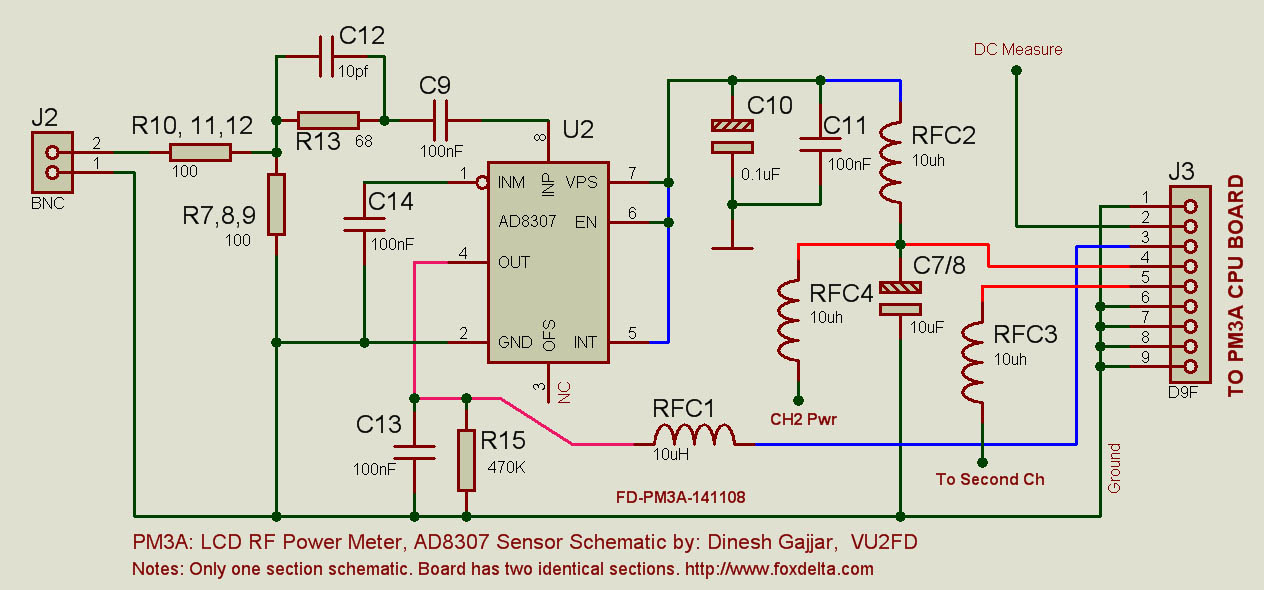 C12
10pf
DC Measure
J2
C9
C10
R10, 11,12
2
R13
68
8
U2
C11
RFC2
1
100
100nF
100nF
10uh
BNC
0.1uF
J3
1
INM
INP
VPS
7
R7,8,9
C14
AD8307
EN
6
100
100nF
4
OUT
C7/8
10uF
RFC4
10uh
RFC3
10uh
2
GND
OFS
INT
5
3
NC
1
2
3
4
5
6
7
8
9
D9F
TO PM3A CPU BOARD
CH2 Pwr
C13
100nF
R15
470K
RFC1
10uH
To Second Ch
Ground
FD-PM3A-141108
PM3A: LCD RF Power Meter, AD8307 Sensor Schematic by: Dinesh Gajjar, VU2FD
Notes: Only one section schematic. Board has two identical sections. http://www.foxdelta.com